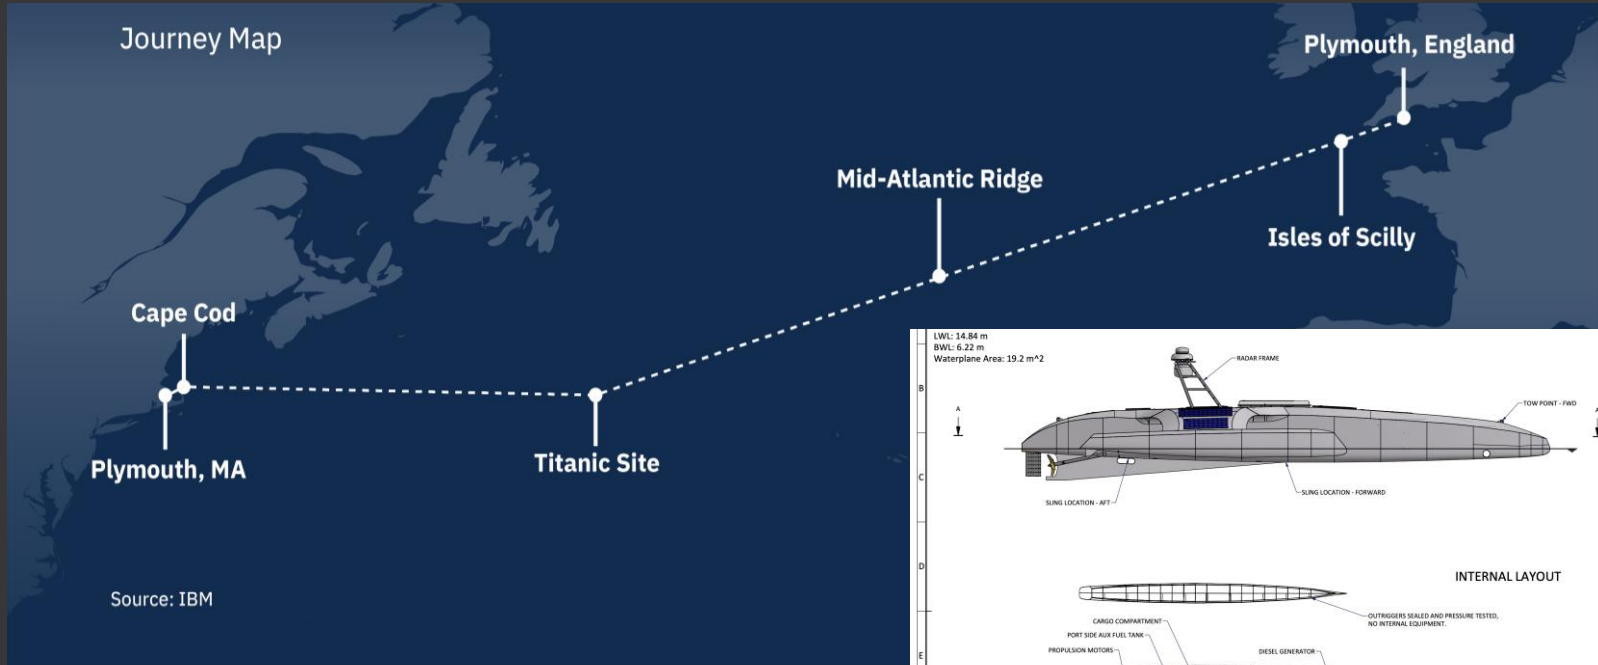 Journey Map
Plymouth, England
Mid-Atlantic Ridge
Isles of Scilly
Cape Cod
Titanic Site
Plymouth, MA
Source: IBM
LWL: 14.84 m
BWL: 6.22 m
Waterplane Area: 19.2 m^2
RADAR FRAME
B
TOW POINT - FWD
A
A
C
SLING LOCATION - FORWARD
SLING LOCATION - AFT
D
INTERNAL LAYOUT
OUTRIGGERS SEALED AND PRESSURE TESTED,
NO INTERNAL EQUIPMENT.
CARGO COMPARTMENT
PORT SIDE AUX FUEL TANK
PROPULSION MOTORS
DIESEL GENERATOR
E